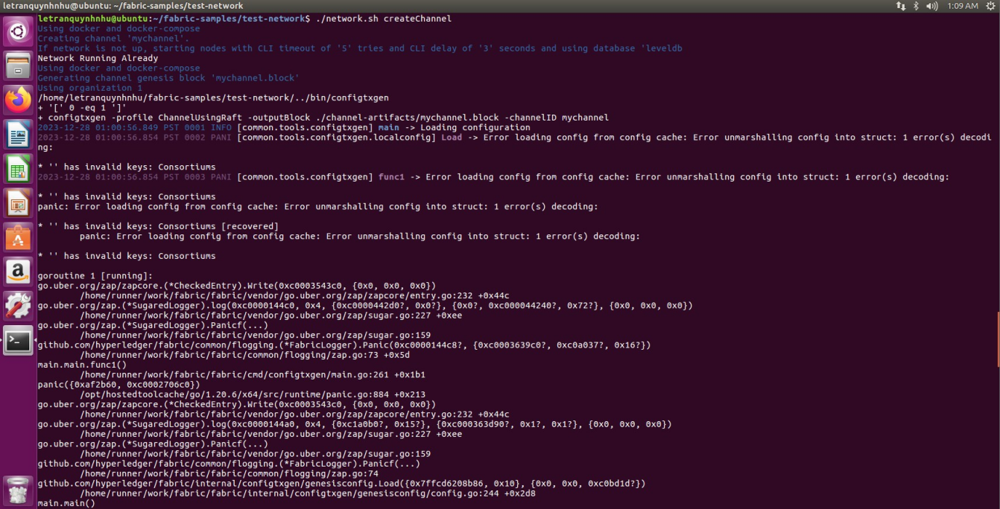 letranquynhnhu@ubuntu: ~/fabric-samples/test-network
1:09 AM
letranquynhnhu@ubuntu:~/fabric-samples/test-network$ ./network.sh createChannel
Using docker and docker-compose
Creating channel 'mychannel'.
If network is not up, starting nodes with CLI timeout of '5' tries and CLI delay of '3' seconds and using database 'leveldb
Network Running Already
Using docker and docker-compose
Generating channel genesis block 'mychannel.block'
Using organization 1
/home/letranquynhnhu/fabric-samples/test-network/../bin/configtxgen
+ '[' 0 -eq 1 ']'
+ configtxgen -profile ChannelUsingRaft -outputBlock ./channel-artifacts/mychannel.block -channelID mychannel
2023-12-28 01:00:56.849 PST 0001 INFO [common.tools.configtxgen] main -> Loading configuration
2023-12-28 01:00:56.854 PST 0002 PANI [common.tools.configtxgen.localconfig] Load -> Error loading config from config cache: Error unmarshalling config into struct: 1 error(s) decodi
ng:
* '' has invalid keys: Consortiums
2023-12-28 01:00:56.854 PST 0003 PANI [common.tools.configtxgen] func1 -> Error loading config from config cache: Error unmarshalling config into struct: 1 error(s) decoding:
* '' has invalid keys: Consortiums
panic: Error loading config from config cache: Error unmarshalling config into struct: 1 error(s) decoding:
* '' has invalid keys: Consortiums [recovered]
panic: Error loading config from config cache: Error unmarshalling config into struct: 1 error(s) decoding:
* '' has invalid keys: Consortiums
goroutine 1 [running]:
go.uber.org/zap/zapcore.(*CheckedEntry).Write(0xc0003543c0, {0x0, 0x0, 0x0})
/home/runner/work/fabric/fabric/vendor/go.uber.org/zap/zapcore/entry.go:232 +0x44c
go.uber.org/zap.(*SugaredLogger).log(0xc0000144c0, 0x4, {0xc0000442d0?, 0x0?}, {0x0?, 0xc000044240?, 0x72?}, {0x0, 0x0, 0x0})
/home/runner/work/fabric/fabric/vendor/go.uber.org/zap/sugar.go:227 +0xee
go.uber.org/zap.(*SugaredLogger).Panicf(...)
/home/runner/work/fabric/fabric/vendor/go.uber.org/zap/sugar.go:159
github.com/hyperledger/fabric/common/flogging.(*FabricLogger).Panic(0xc0000144c8?, {0xc0003639c0?, 0xc0a037?, 0x16?})
/home/runner/work/fabric/fabric/common/flogging/zap.go:73 +0x5d
main.main.func1()
/home/runner/work/fabric/fabric/cmd/configtxgen/main.go:261 +0x1b1
panic({0xaf2b60, 0xc0002706c0})
/opt/hostedtoolcache/go/1.20.6/x64/src/runtime/panic.go:884 +0x213
go.uber.org/zap/zapcore.(*CheckedEntry).Write(0xc0003543c0, {0x0, 0x0, 0x0})
/home/runner/work/fabric/fabric/vendor/go.uber.org/zap/zapcore/entry.go:232 +0x44c
go.uber.org/zap.(*SugaredLogger).log(0xc0000144a0, 0x4, {0xc1a0b0?, 0x15?}, {0xc000363d90?, 0x1?, 0x1?}, {0x0, 0x0, 0x0})
/home/runner/work/fabric/fabric/vendor/go.uber.org/zap/sugar.go:227 +0xee
go.uber.org/zap.(*SugaredLogger).Panicf(...)
/home/runner/work/fabric/fabric/vendor/go.uber.org/zap/sugar.go:159
github.com/hyperledger/fabric/common/flogging.(*FabricLogger).Panicf(...)
/home/runner/work/fabric/fabric/common/flogging/zap.go:74
github.com/hyperledger/fabric/internal/configtxgen/genesisconfig.Load({0x7ffcd6208b86, 0x10}, {0x0, 0x0, 0xc0bd1d?})
/home/runner/work/fabric/fabric/internal/configtxgen/genesisconfig/config.go:244 +0x2d8
main.main()